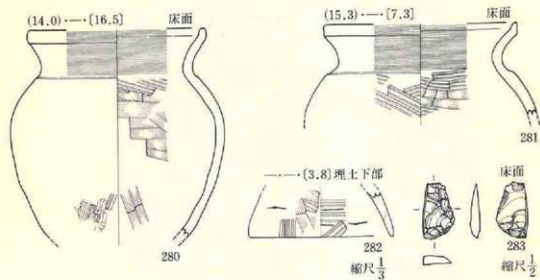 (14.0)・—・[16.5] 床面
280
(15.3)・—・[7.3] 床面
281
—・—・[3.8]埋土下部
282
縮尺1/3
床面
283
縮尺1/2